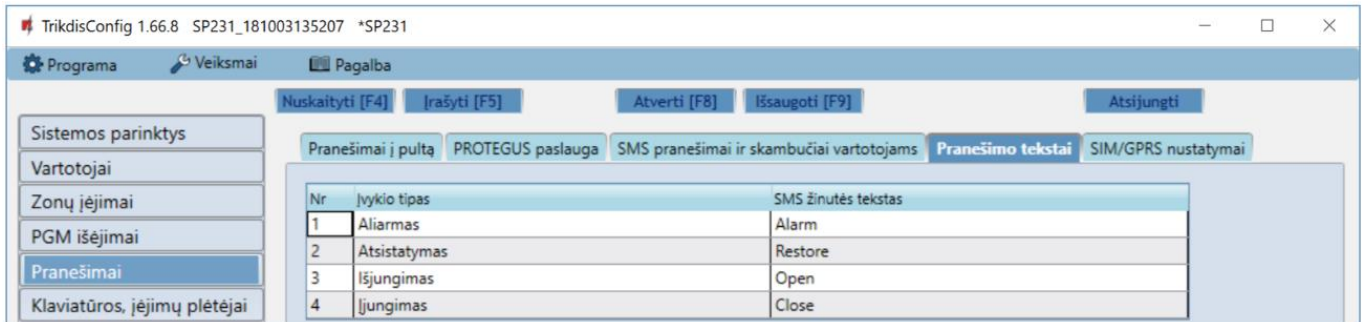 TrikdisConfig 1.66.8 SP231_181003135207 *SP231
Programa Veiksmai Pagalba
Nuskaityti [F4] Įrašyti [F5] Atverti [F8] Išsaugoti [F9] Atsijungti
Sistemos parinktys
Vartotojai
Zonų įėjimai
PGM išėjimai
Pranešimai
Klaviatūros, įėjimų plėtėjai
Pranešimai į pultą PROTEGUS paslauga SMS pranešimai ir skambučiai vartotojams Pranešimo tekstai SIM/GPRS nustatymai
Nr Įvykio tipas SMS žinutės tekstas
1 Aliarmas Alarm
2 Atsistatymas Restore
3 Išjungimas Open
4 Įjungimas Close